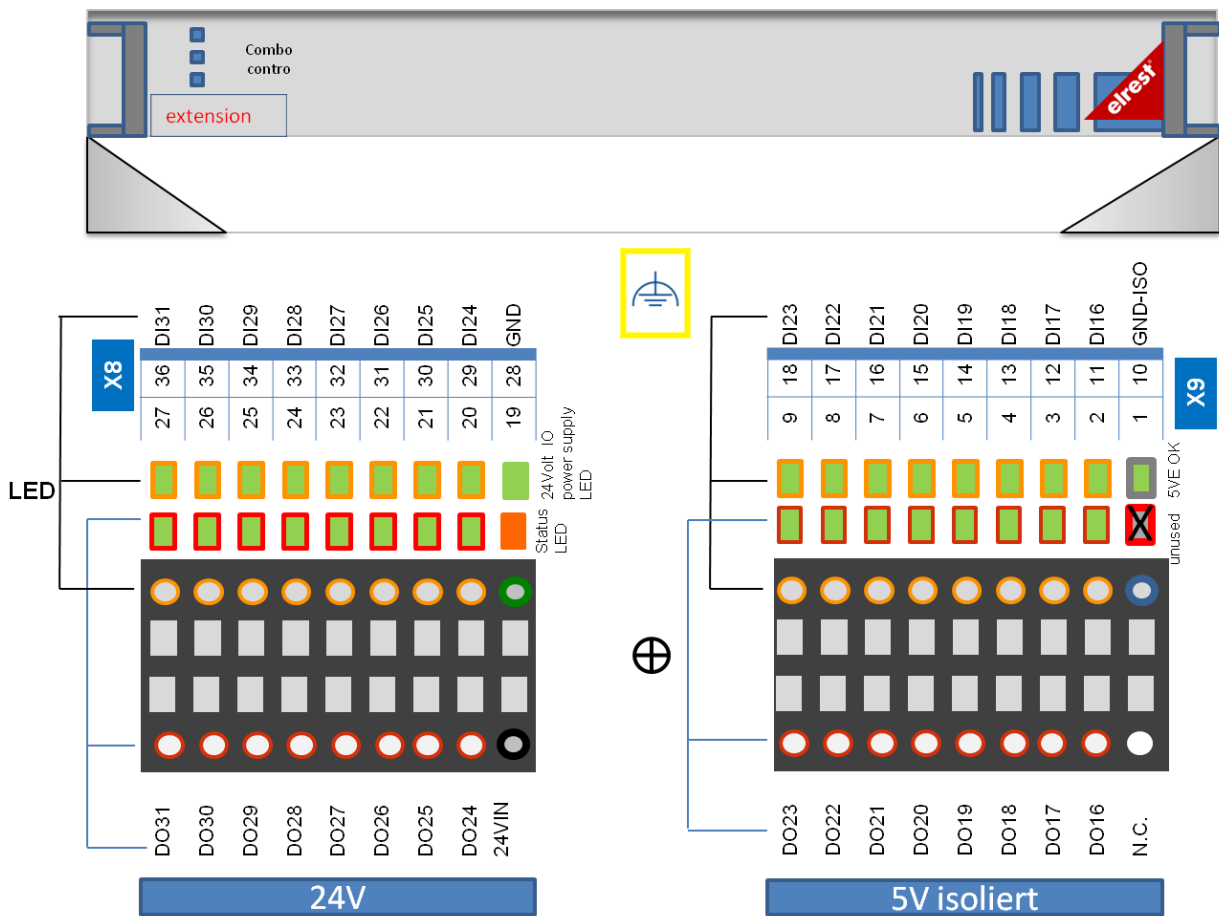 Combo
contro
extension
elrest
DI31 DI30 DI29 DI28 DI27 DI26 DI25 DI24 GND
X8
36 35 34 33 32 31 30 29 28
27 26 25 24 23 22 21 20 19
LED
24Volt IO
power supply
LED
Status
LED
DO31 DO30 DO29 DO28 DO27 DO26 DO25 DO24 24VIN
24V
DI23 DI22 DI21 DI20 DI19 DI18 DI17 DI16 GND-ISO
18 17 16 15 14 13 12 11 10
9 8 7 6 5 4 3 2 1
X9
5VE OK
unused
DO23 DO22 DO21 DO20 DO19 DO18 DO17 DO16 N.C.
5V isoliert